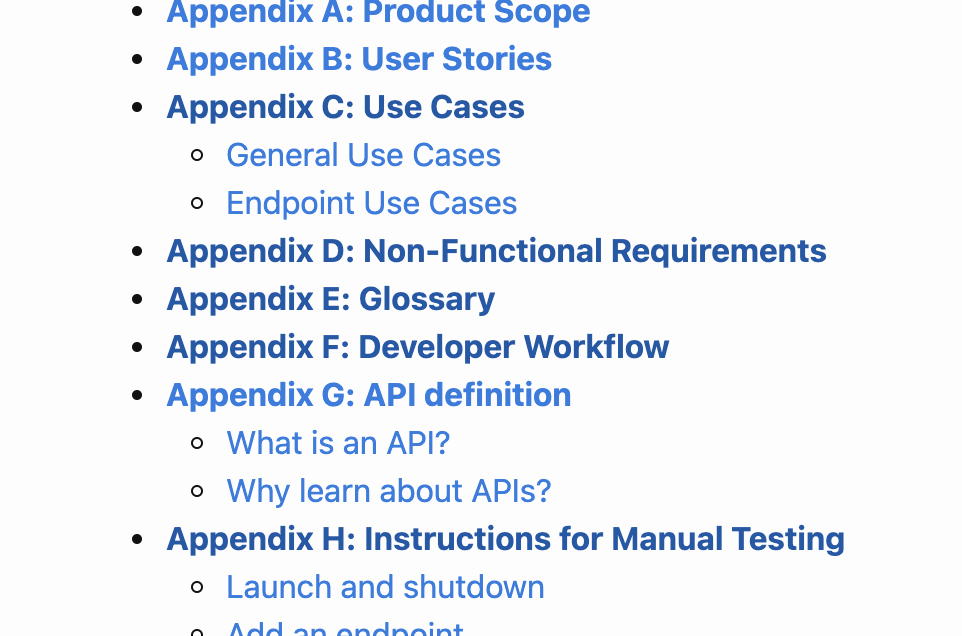 Appendix A: Product Scope
Appendix B: User Stories
Appendix C: Use Cases
General Use Cases
Endpoint Use Cases
Appendix D: Non-Functional Requirements
Appendix E: Glossary
Appendix F: Developer Workflow
Appendix G: API definition
What is an API?
Why learn about APIs?
Appendix H: Instructions for Manual Testing
Launch and shutdown
Add an endpoint